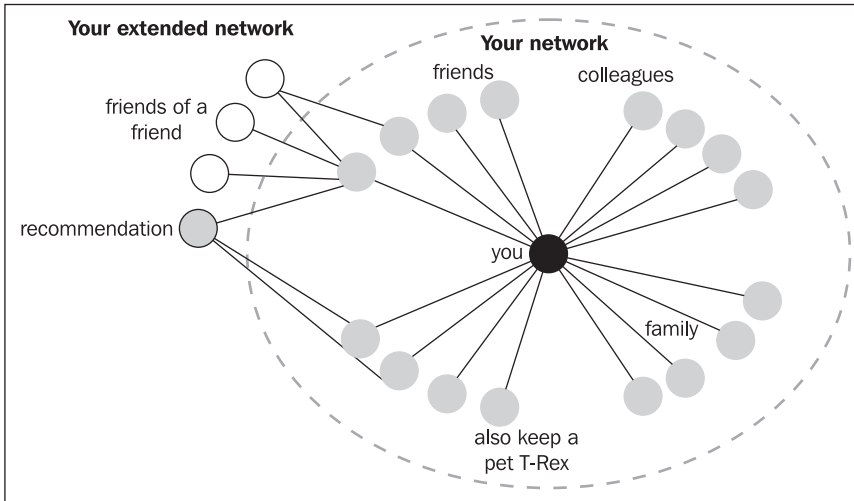 Your extended network
Your network
friends
colleagues
friends of a
friend
recommendation
you
family
also keep a
pet T-Rex